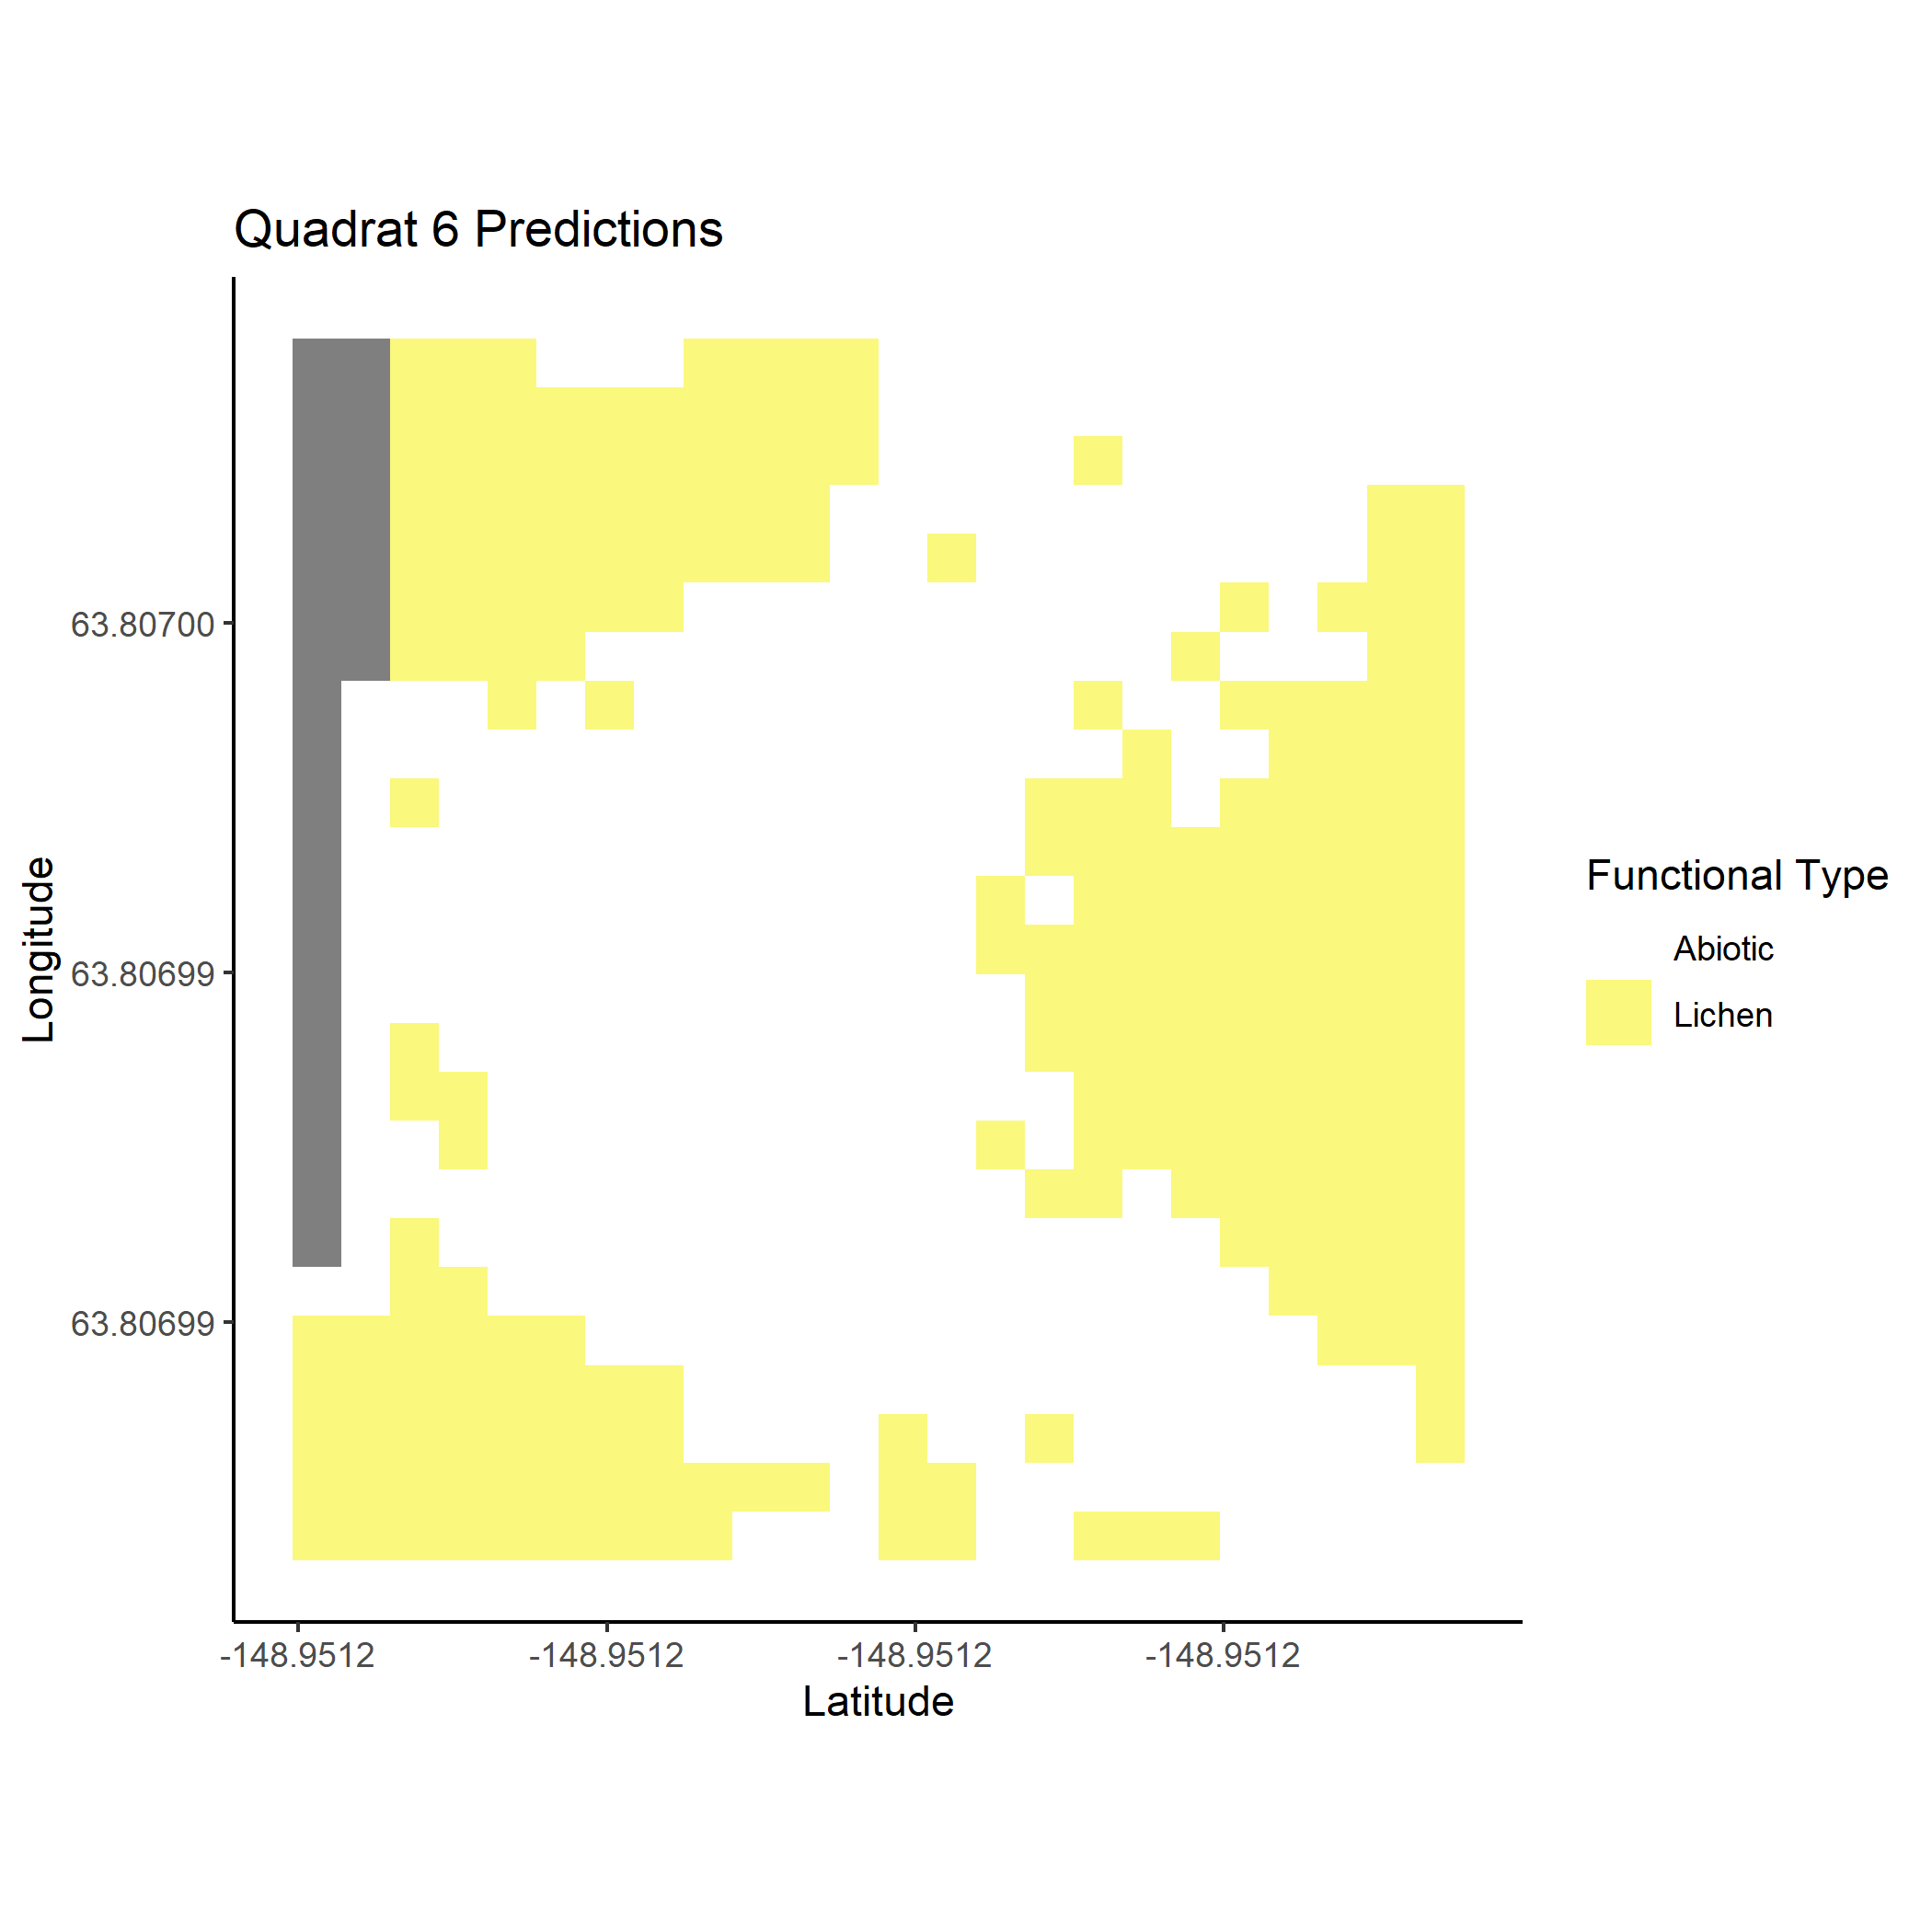 Quadrat 6 Predictions
63.80700
63.80699
63.80699
Longitude
-148.9512 -148.9512 -148.9512 -148.9512
Latitude
Functional Type
Abiotic
Lichen